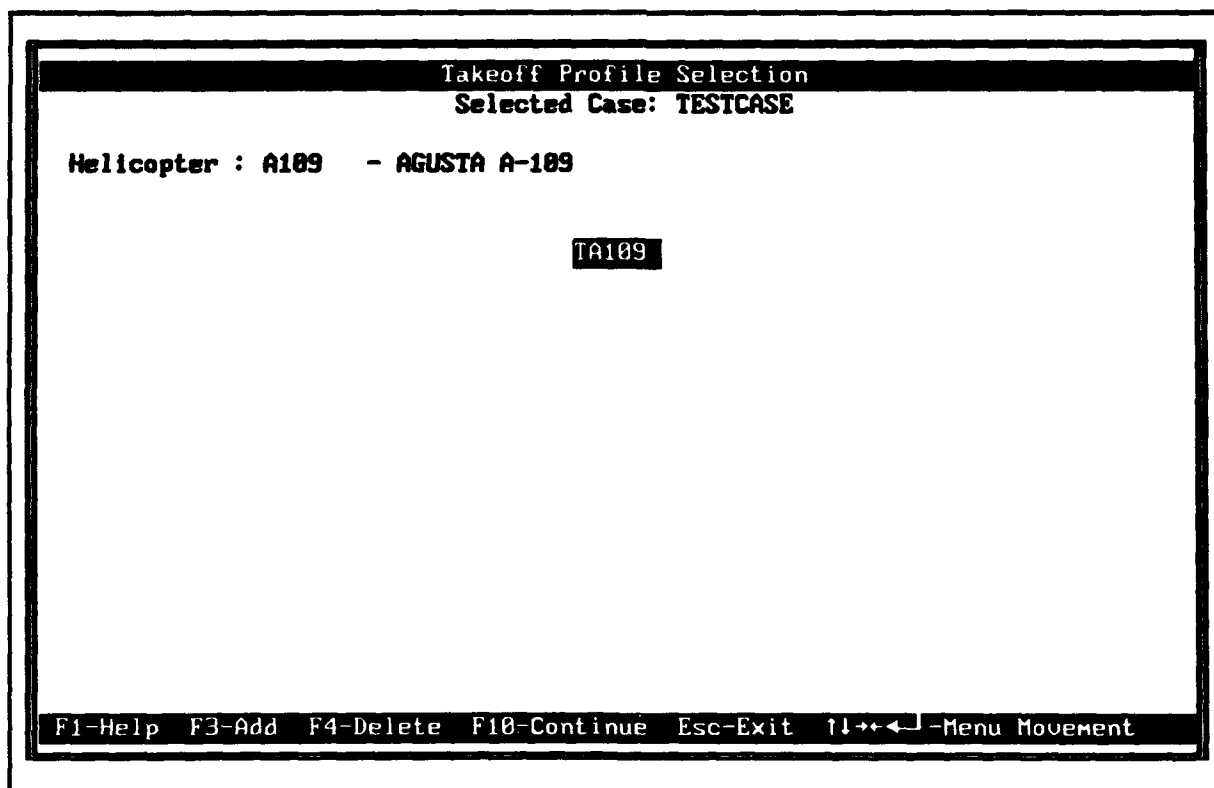 Takeoff Profile Selection
Selected Case: TESTCASE
Helicopter : A109 - AGUSTA A-109
TA109
F1-Help F3-Add F4-Delete F10-Continue Esc-Exit ↑↓→←↵-Menu Movement